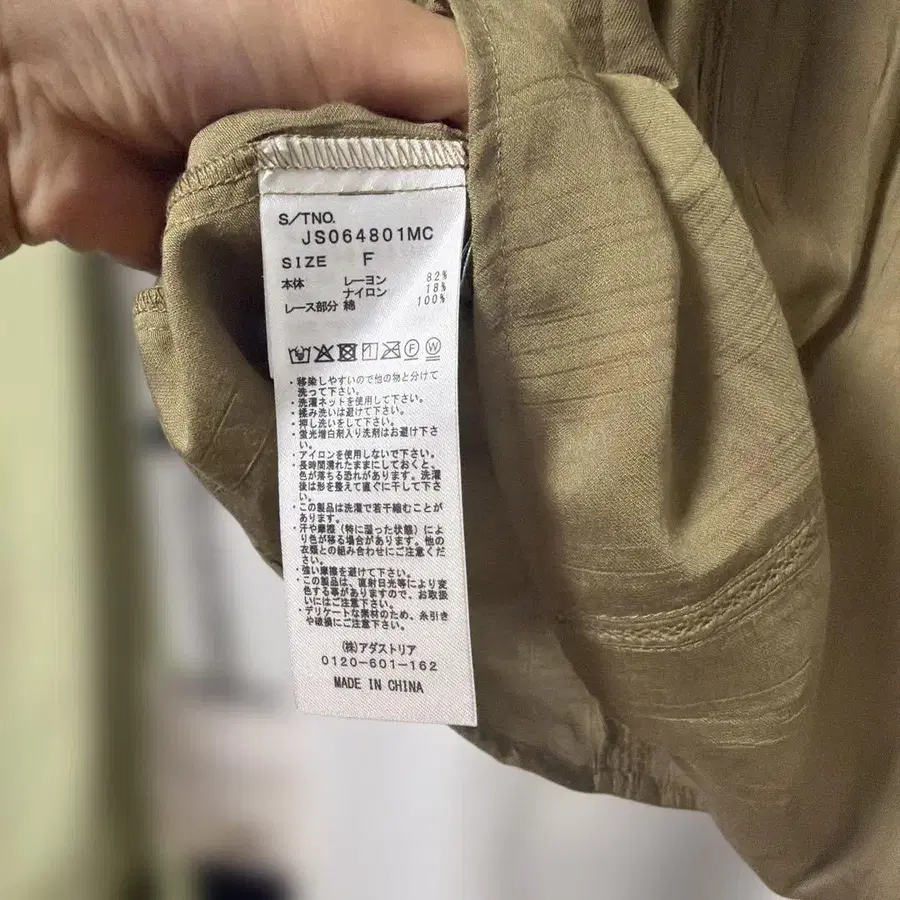 S/TNO.
JS064801MC
SIZE F
本体 レーヨン 82%
ナイロン 18%
レース部分 綿 100%
F W
・移染しやすいので他の物と分けて
洗って下さい。
・洗濯ネットを使用して下さい。
・揉み洗いは避けて下さい。
・押し洗いをして下さい。
・蛍光増白剤入り洗剤はお避け下さ
い。
・アイロンを使用しないで下さい。
・長時間濡れたままにしておくと、
色が落ちる恐れがあります。洗濯
後は形を整えて直ぐに干して下さ
い。
・この製品は洗濯で若干縮むことが
あります。
・汗や摩擦（特に湿った状態）によ
り色が移る場合があります。他の
衣類との組み合わせにご注意くだ
さい。
・強い摩擦を避けて下さい。
・この製品は、直射日光等により変
色する事がありますので、お取扱
いにはご注意下さい。
・デリケートな素材のため、糸引き
や破損にご注意下さい。
(株)アダストリア
0120-601-162
MADE IN CHINA